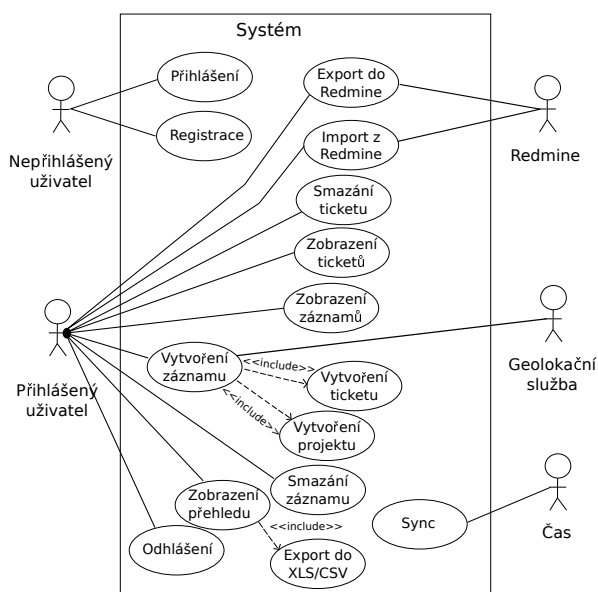 Systém
Přihlášení
Registrace
Nepřihlášený
uživatel
Export do
Redmine
Import z
Redmine
Redmine
Smazání
ticketu
Zobrazení
ticketů
Zobrazení
záznamů
Přihlášený
uživatel
Vytvoření
záznamu
<<include>>
Vytvoření
ticketu
<<include>>
Vytvoření
projektu
Geolokační
služba
Smazání
záznamu
Zobrazení
přehledu
<<include>>
Odhlášení
Export do
XLS/CSV
Sync
Čas